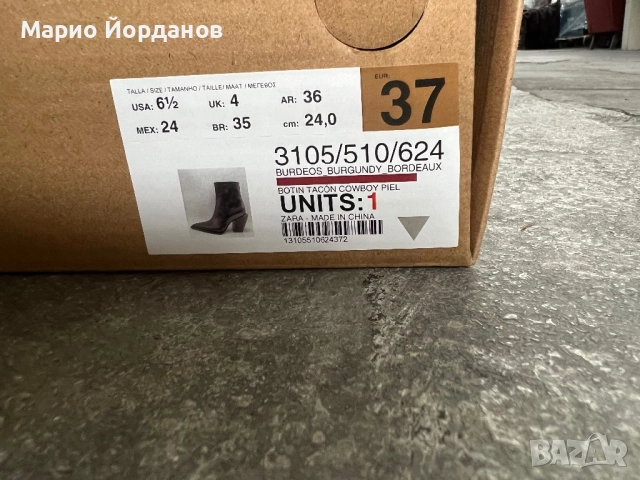 Марио Йорданов
TALLA / SIZE / TAMANHO / TAILLE / MAAT / ΜΕΓΕΘΟΣ
USA: 6½ UK: 4 AR: 36
MEX: 24 BR: 35 cm: 24,0
EUR
37
3105/510/624
BURDEOS_BURGUNDY_BORDEAUX
BOTIN TACÓN COWBOY PIEL
UNITS:1
ZARA - MADE IN CHINA
13105510624372
BAZAR